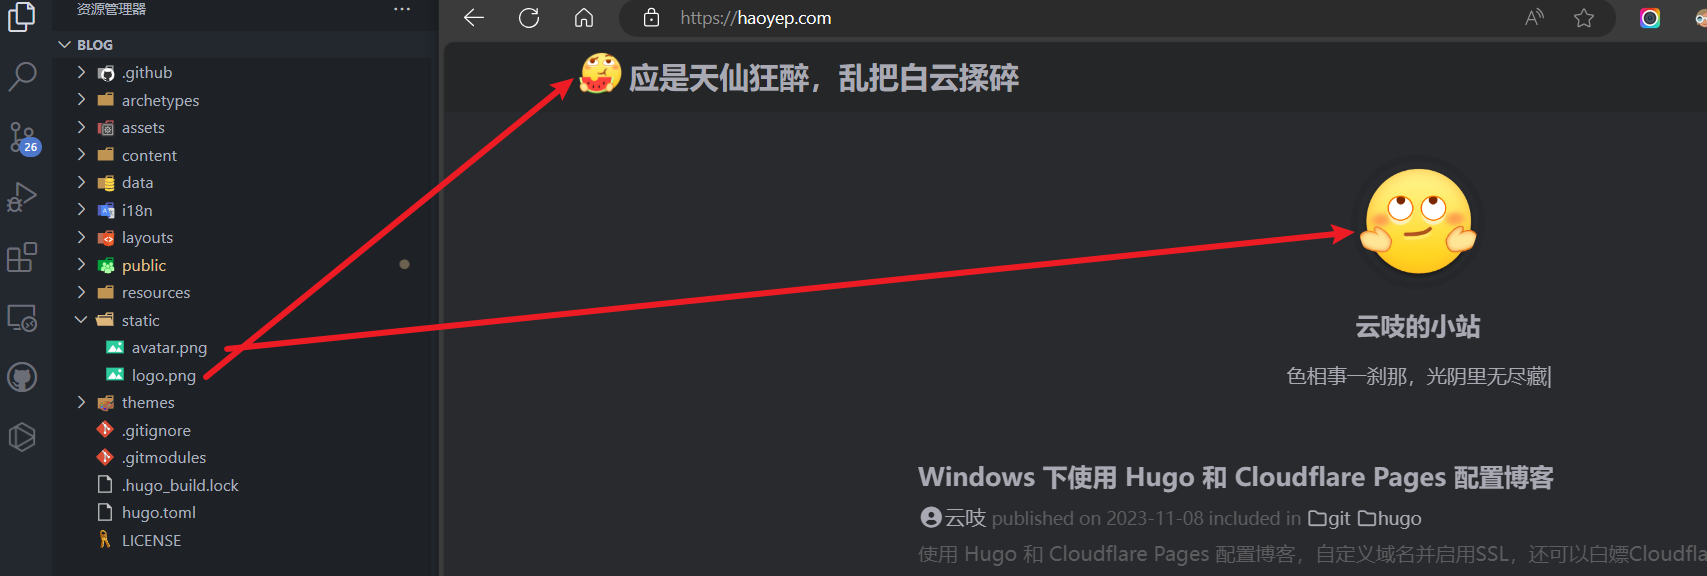 资源管理器
BLOG
.github
archetypes
assets
content
data
i18n
layouts
public
resources
static
avatar.png
logo.png
themes
.gitignore
.gitmodules
.hugo_build.lock
hugo.toml
LICENSE
26
https://haoyep.com
应是天仙狂醉，乱把白云揉碎
云吱的小站
色相事一刹那，光阴里无尽藏|
Windows 下使用 Hugo 和 Cloudflare Pages 配置博客
云吱 published on 2023-11-08 included in git hugo
使用 Hugo 和 Cloudflare Pages 配置博客，自定义域名并启用SSL，还可以白嫖Cloudfla